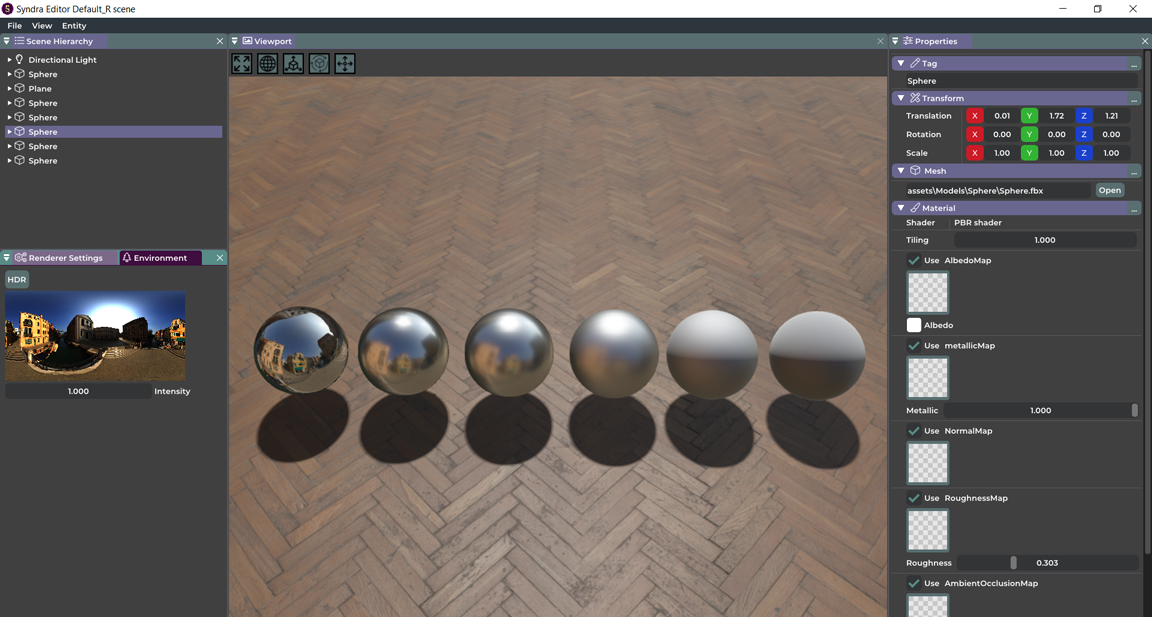 Syndra Editor Default_R scene
File View Entity
Scene Hierarchy
Directional Light
Sphere
Plane
Sphere
Sphere
Sphere
Sphere
Sphere
Renderer Settings Environment
HDR
1.000 Intensity
Viewport
Properties
Tag ...
Sphere
Transform ...
Translation X 0.01 Y 1.72 Z 1.21
Rotation X 0.00 Y 0.00 Z 0.00
Scale X 1.00 Y 1.00 Z 1.00
Mesh ...
assets\Models\Sphere\Sphere.fbx Open
Material ...
Shader PBR shader
Tiling 1.000
Use AlbedoMap
Albedo
Use metallicMap
Metallic 1.000
Use NormalMap
Use RoughnessMap
Roughness 0.303
Use AmbientOcclusionMap